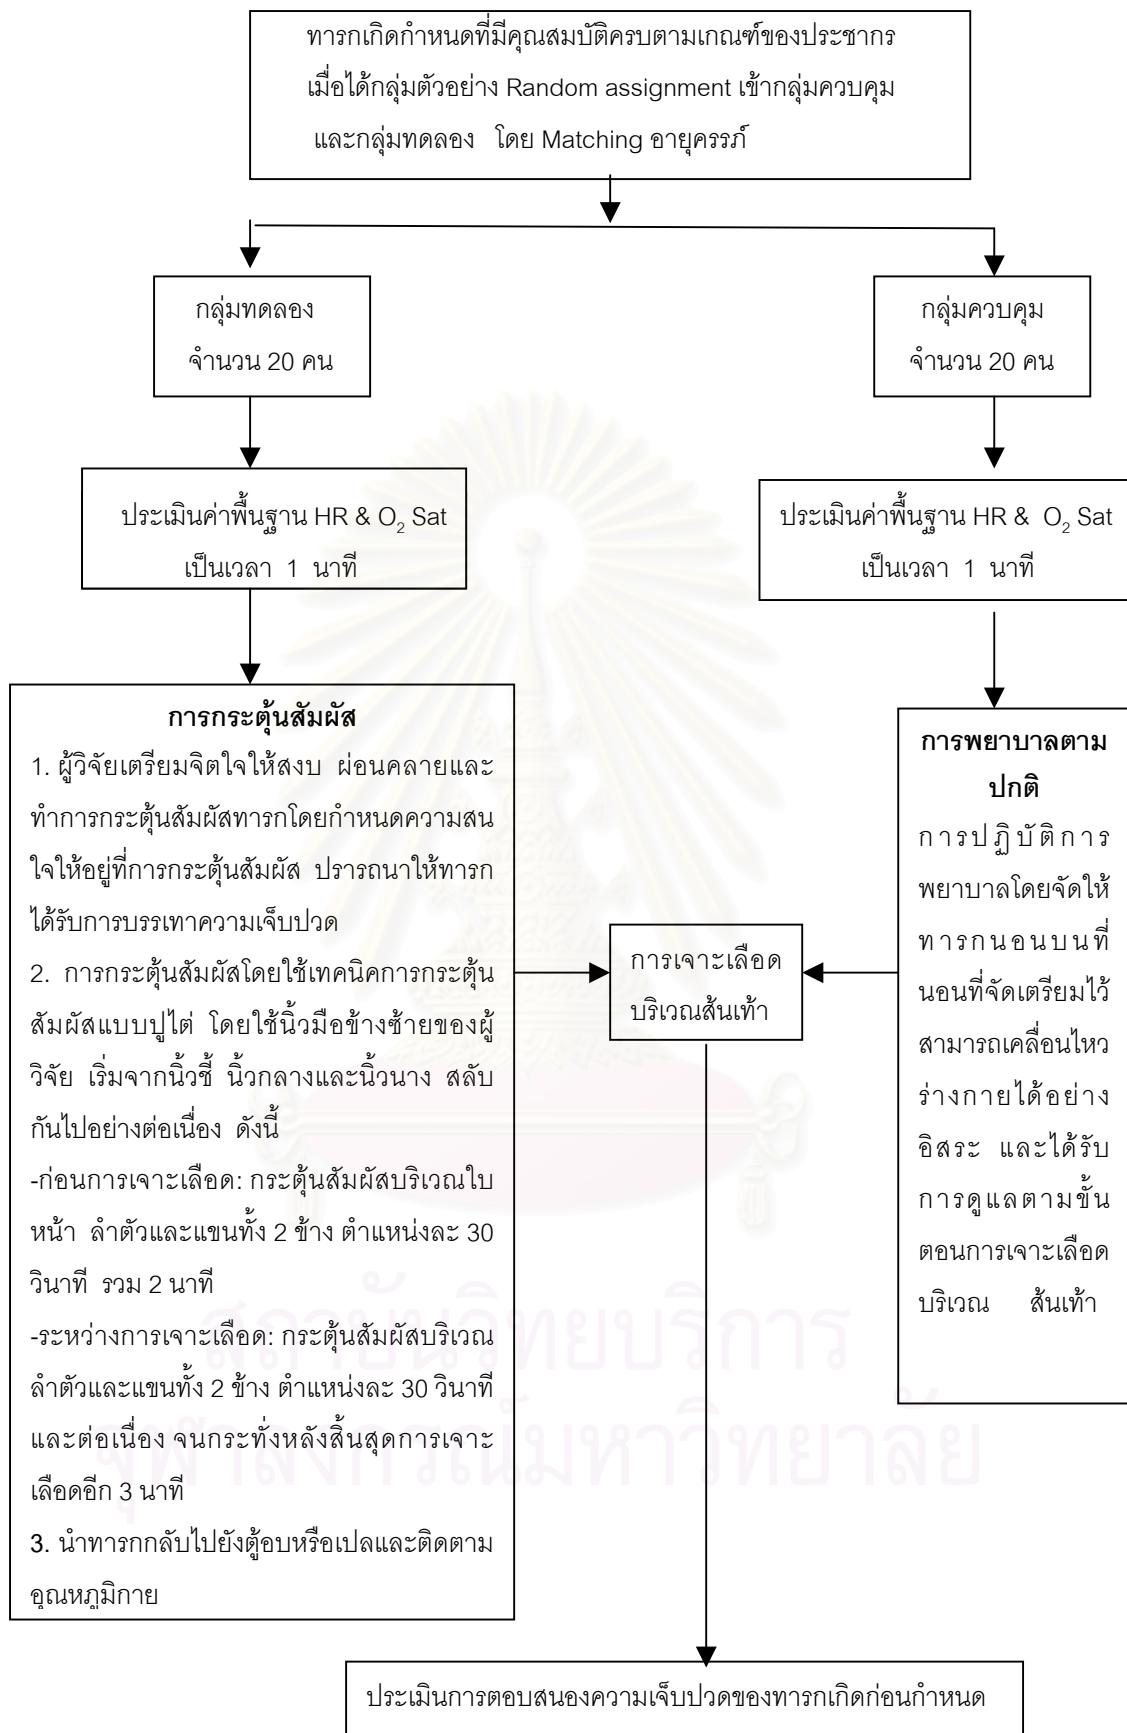 ทารกเกิดกำหนดที่มีคุณสมบัติครบตามเกณฑ์ของประชากร
เมื่อได้กลุ่มตัวอย่าง Random assignment เข้ากลุ่มควบคุม
และกลุ่มทดลอง โดย Matching อายุครรภ์
กลุ่มทดลอง
จำนวน 20 คน
กลุ่มควบคุม
จำนวน 20 คน
ประเมินค่าพื้นฐาน HR & O₂ Sat
เป็นเวลา 1 นาที
ประเมินค่าพื้นฐาน HR & O₂ Sat
เป็นเวลา 1 นาที
การกระตุ้นสัมผัส
1. ผู้วิจัยเตรียมจิตใจให้สงบ ผ่อนคลายและ
ทำการกระตุ้นสัมผัสทารกโดยกำหนดความสน
ใจให้อยู่ที่การกระตุ้นสัมผัส ปรารถนาให้ทารก
ได้รับการบรรเทาความเจ็บปวด
2. การกระตุ้นสัมผัสโดยใช้เทคนิคการกระตุ้น
สัมผัสแบบปูไต่ โดยใช้นิ้วมือข้างซ้ายของผู้
วิจัย เริ่มจากนิ้วชี้ นิ้วกลางและนิ้วนาง สลับ
กันไปอย่างต่อเนื่อง ดังนี้
-ก่อนการเจาะเลือด: กระตุ้นสัมผัสบริเวณใบ
หน้า ลำตัวและแขนทั้ง 2 ข้าง ตำแหน่งละ 30
วินาที รวม 2 นาที
-ระหว่างการเจาะเลือด: กระตุ้นสัมผัสบริเวณ
ลำตัวและแขนทั้ง 2 ข้าง ตำแหน่งละ 30 วินาที
และต่อเนื่อง จนกระทั่งหลังสิ้นสุดการเจาะ
เลือดอีก 3 นาที
3. นำทารกกลับไปยังตู้อบหรือเปลและติดตาม
อุณหภูมิกาย
การเจาะเลือด
บริเวณส้นเท้า
การพยาบาลตาม
ปกติ
การปฏิบัติการ
พยาบาลโดยจัดให้
ทารกนอนบนที่
นอนที่จัดเตรียมไว้
สามารถเคลื่อนไหว
ร่างกายได้อย่าง
อิสระ และได้รับ
การดูแลตามขั้น
ตอนการเจาะเลือด
บริเวณ ส้นเท้า
สถาบันวิทยบริการ
จุฬาลงกรณ์มหาวิทยาลัย
ประเมินการตอบสนองความเจ็บปวดของทารกเกิดก่อนกำหนด